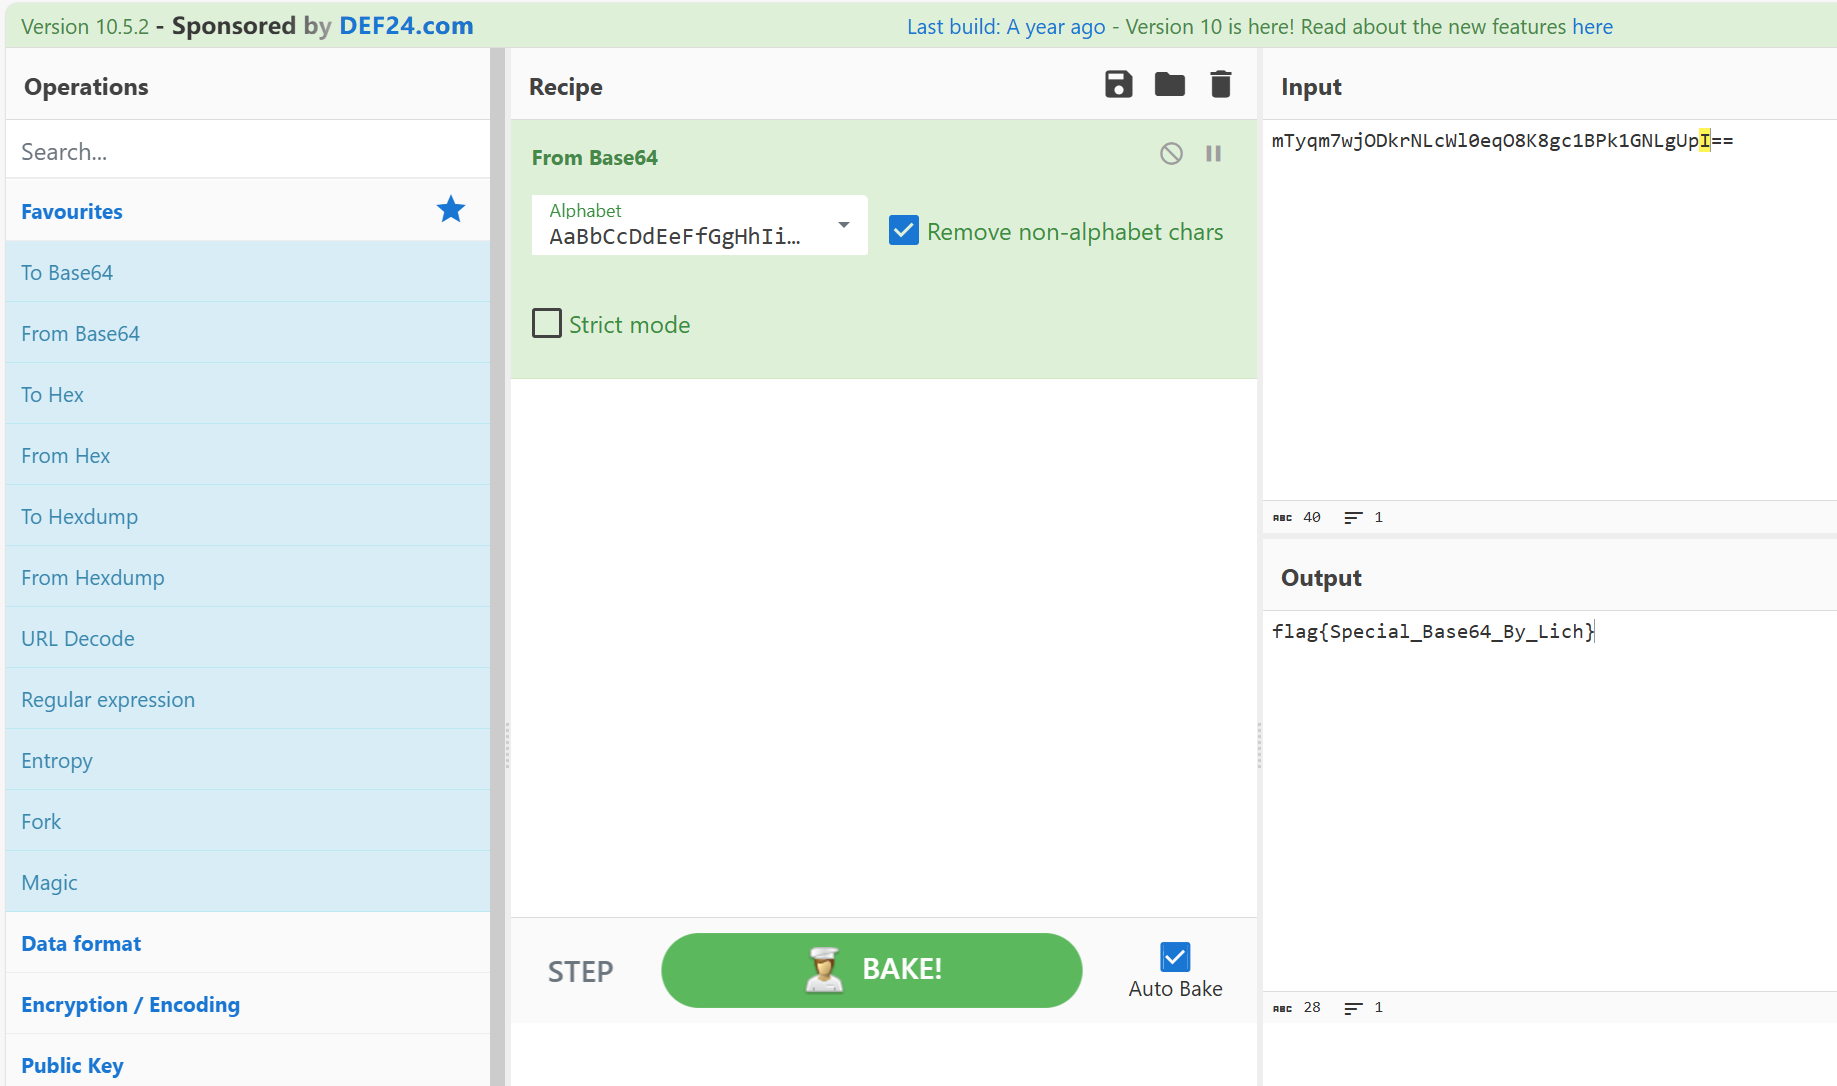 Version 10.5.2 - Sponsored by DEF24.com
Last build: A year ago - Version 10 is here! Read about the new features here
Operations
Search...
Favourites
To Base64
From Base64
To Hex
From Hex
To Hexdump
From Hexdump
URL Decode
Regular expression
Entropy
Fork
Magic
Data format
Encryption / Encoding
Public Key
Recipe
From Base64
Alphabet
AaBbCcDdEeFfGgHhIi…
Remove non-alphabet chars
Strict mode
STEP
BAKE!
Auto Bake
Input
mTyqm7wjODkrNLcWl0eqO8K8gc1BPk1GNLgUpI==
ABC 40 1
Output
flag{Special_Base64_By_Lich}
ABC 28 1